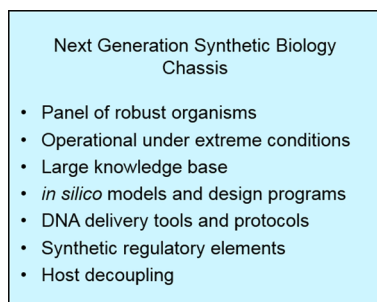 Next Generation Synthetic Biology
Chassis
• Panel of robust organisms
• Operational under extreme conditions
• Large knowledge base
• in silico models and design programs
• DNA delivery tools and protocols
• Synthetic regulatory elements
• Host decoupling